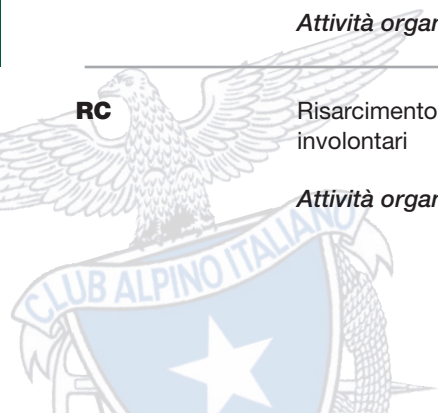 Attività organ
RC
Risarcimento
involontari
Attività organ
CLUB ALPINO ITALIANO